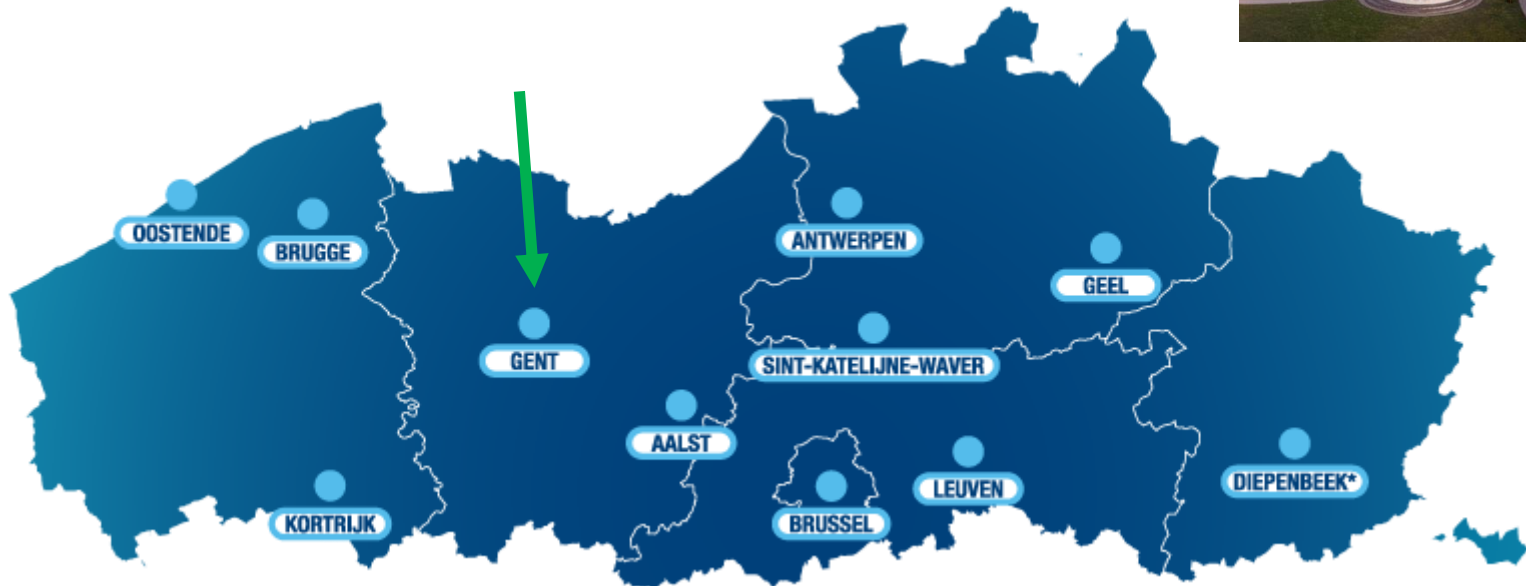 OOSTENDE
BRUGGE
ANTWERPEN
GEEL
GENT
SINT-KATELIJNE-WAVER
AALST
LEUVEN
DIEPENBEEK*
KORTRIJK
BRUSSEL